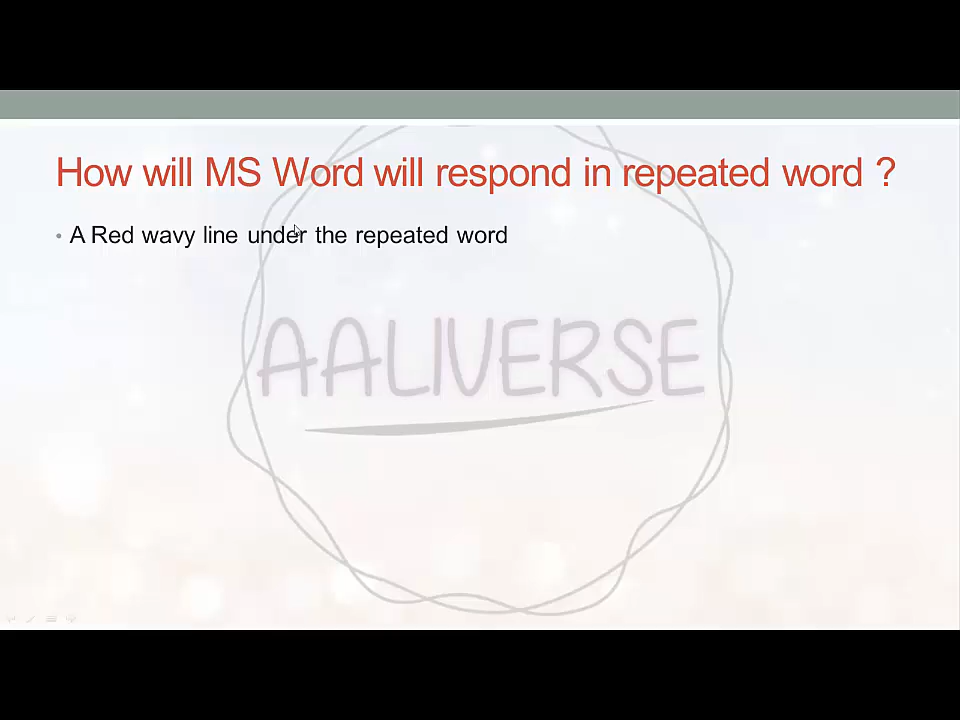 How will MS Word will respond in repeated word ?
• A Red wavy line under the repeated word
AALIVERSE